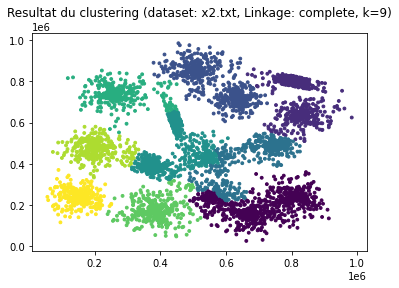 Resultat du clustering (dataset: x2.txt, Linkage: complete, k=9)
1e6
1.0
0.8
0.6
0.4
0.2
0.0
0.2 0.4 0.6 0.8 1.0
1e6